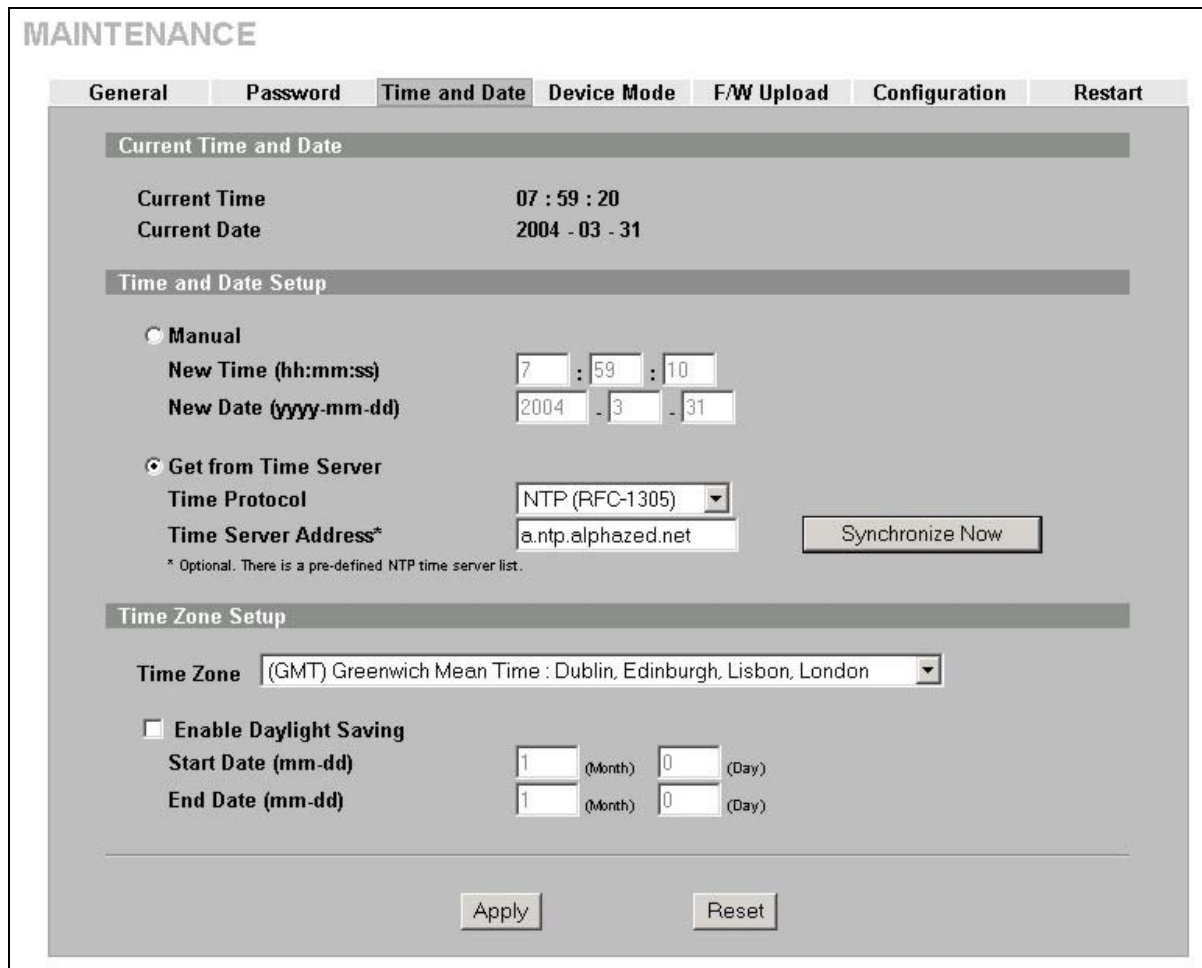 MAINTENANCE
General Password Time and Date Device Mode F/W Upload Configuration Restart
Current Time and Date
Current Time 07 : 59 : 20
Current Date 2004 - 03 - 31
Time and Date Setup
Manual
New Time (hh:mm:ss) 7 : 59 : 10
New Date (yyyy-mm-dd) 2004 - 3 - 31
Get from Time Server
Time Protocol NTP (RFC-1305)
Time Server Address* a.ntp.alphazed.net Synchronize Now
* Optional. There is a pre-defined NTP time server list.
Time Zone Setup
Time Zone (GMT) Greenwich Mean Time : Dublin, Edinburgh, Lisbon, London
Enable Daylight Saving
Start Date (mm-dd) 1 (Month) 0 (Day)
End Date (mm-dd) 1 (Month) 0 (Day)
Apply Reset